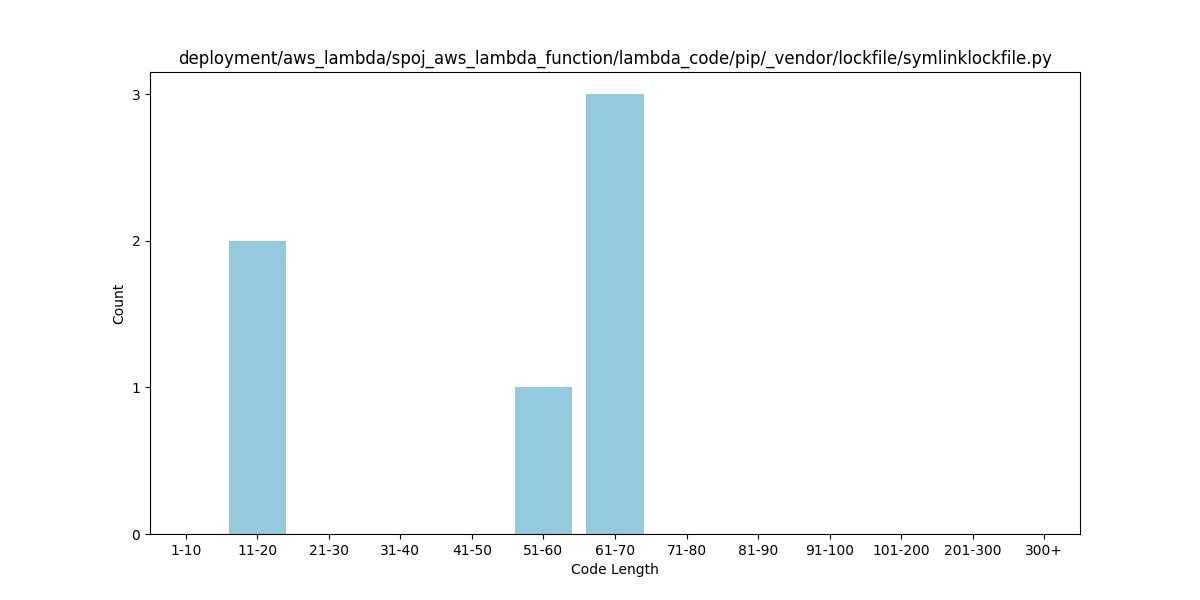 deployment/aws_lambda/spoj_aws_lambda_function/lambda_code/pip/_vendor/lockfile/symlinklockfile.py
3
2
1
0
Count
1-10 11-20 21-30 31-40 41-50 51-60 61-70 71-80 81-90 91-100 101-200 201-300 300+
Code Length